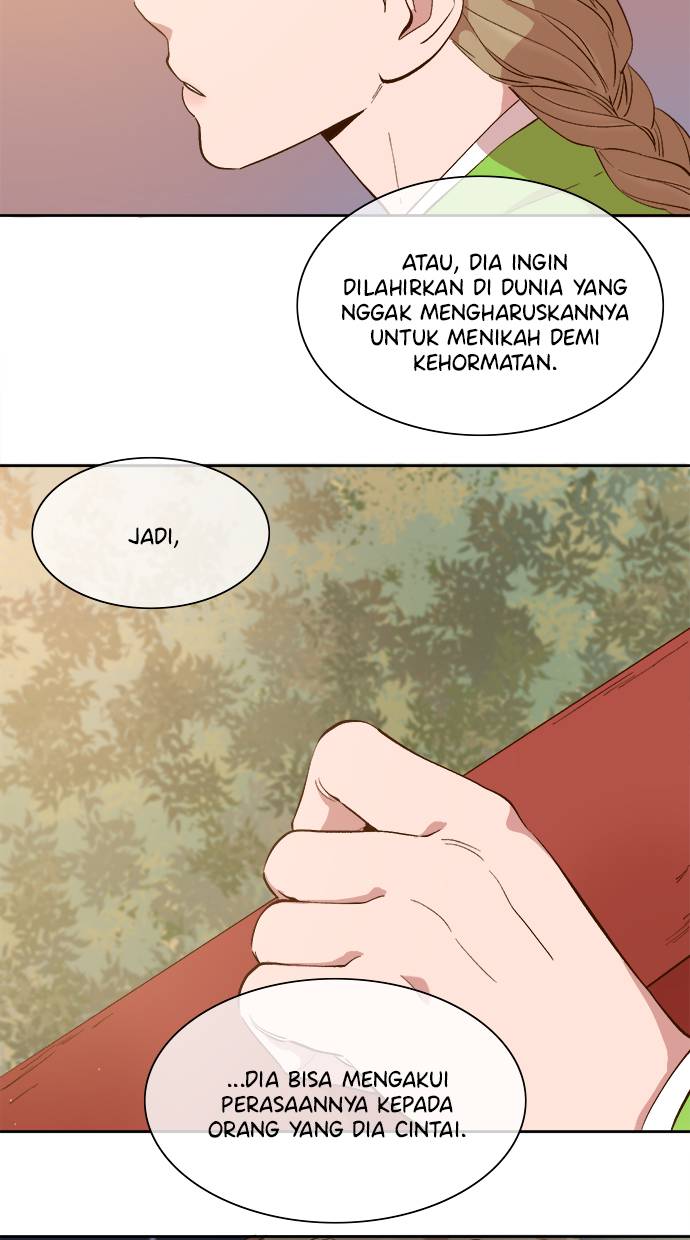 ATAU, DIA INGIN
DILAHIRKAN DI DUNIA YANG
NGGAK MENGHARUSKANNYA
UNTUK MENIKAH DEMI
KEHORMATAN.
JADI,
...DIA BISA MENGAKUI
PERASAANNYA KEPADA
ORANG YANG DIA CINTAI.